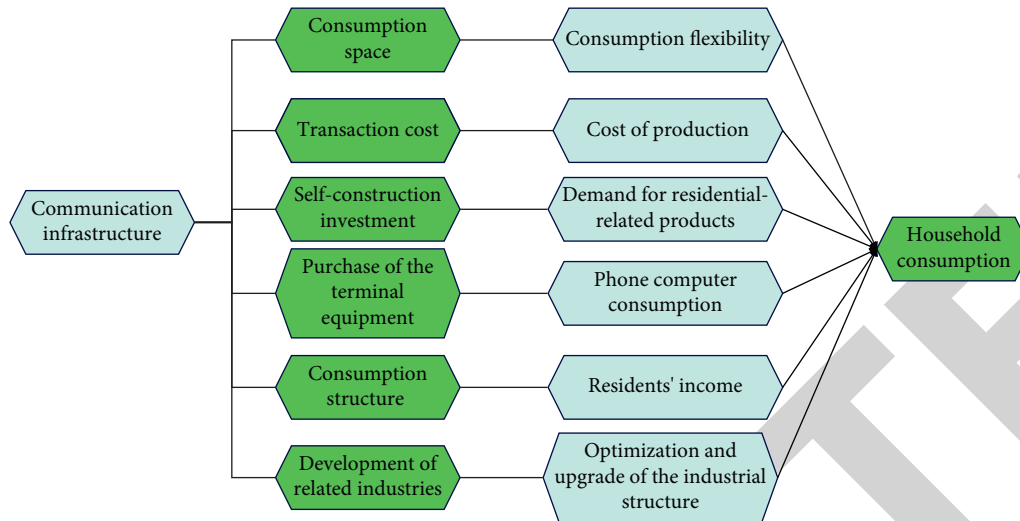 Consumption
space
Consumption flexibility
Transaction cost
Cost of production
Communication
infrastructure
Self-construction
investment
Demand for residential-
related products
Household
consumption
Purchase of the
terminal
equipment
Phone computer
consumption
Consumption
structure
Residents' income
Development of
related industries
Optimization and
upgrade of the industrial
structure